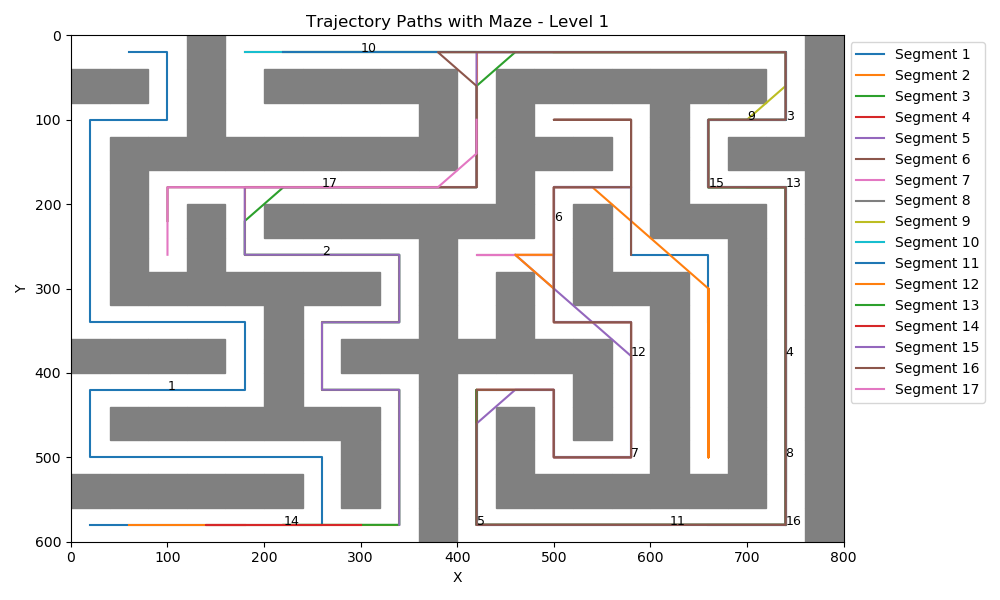 Trajectory Paths with Maze - Level 1
0
10
100
9
3
17
15
13
200
6
2
Y
300
12
4
400
1
500
7
8
14
5
11
16
600
0
100
200
300
400
500
600
700
800
X
Segment 1
Segment 2
Segment 3
Segment 4
Segment 5
Segment 6
Segment 7
Segment 8
Segment 9
Segment 10
Segment 11
Segment 12
Segment 13
Segment 14
Segment 15
Segment 16
Segment 17